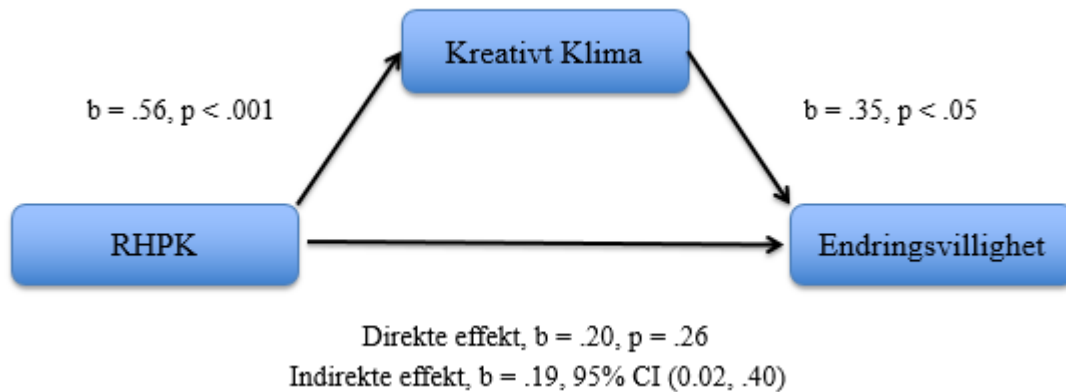 Kreativt Klima
b = .56, p < .001
b = .35, p < .05
RHPK
Endringsvillighet
Direkte effekt, b = .20, p = .26
Indirekte effekt, b = .19, 95% CI (0.02, .40)